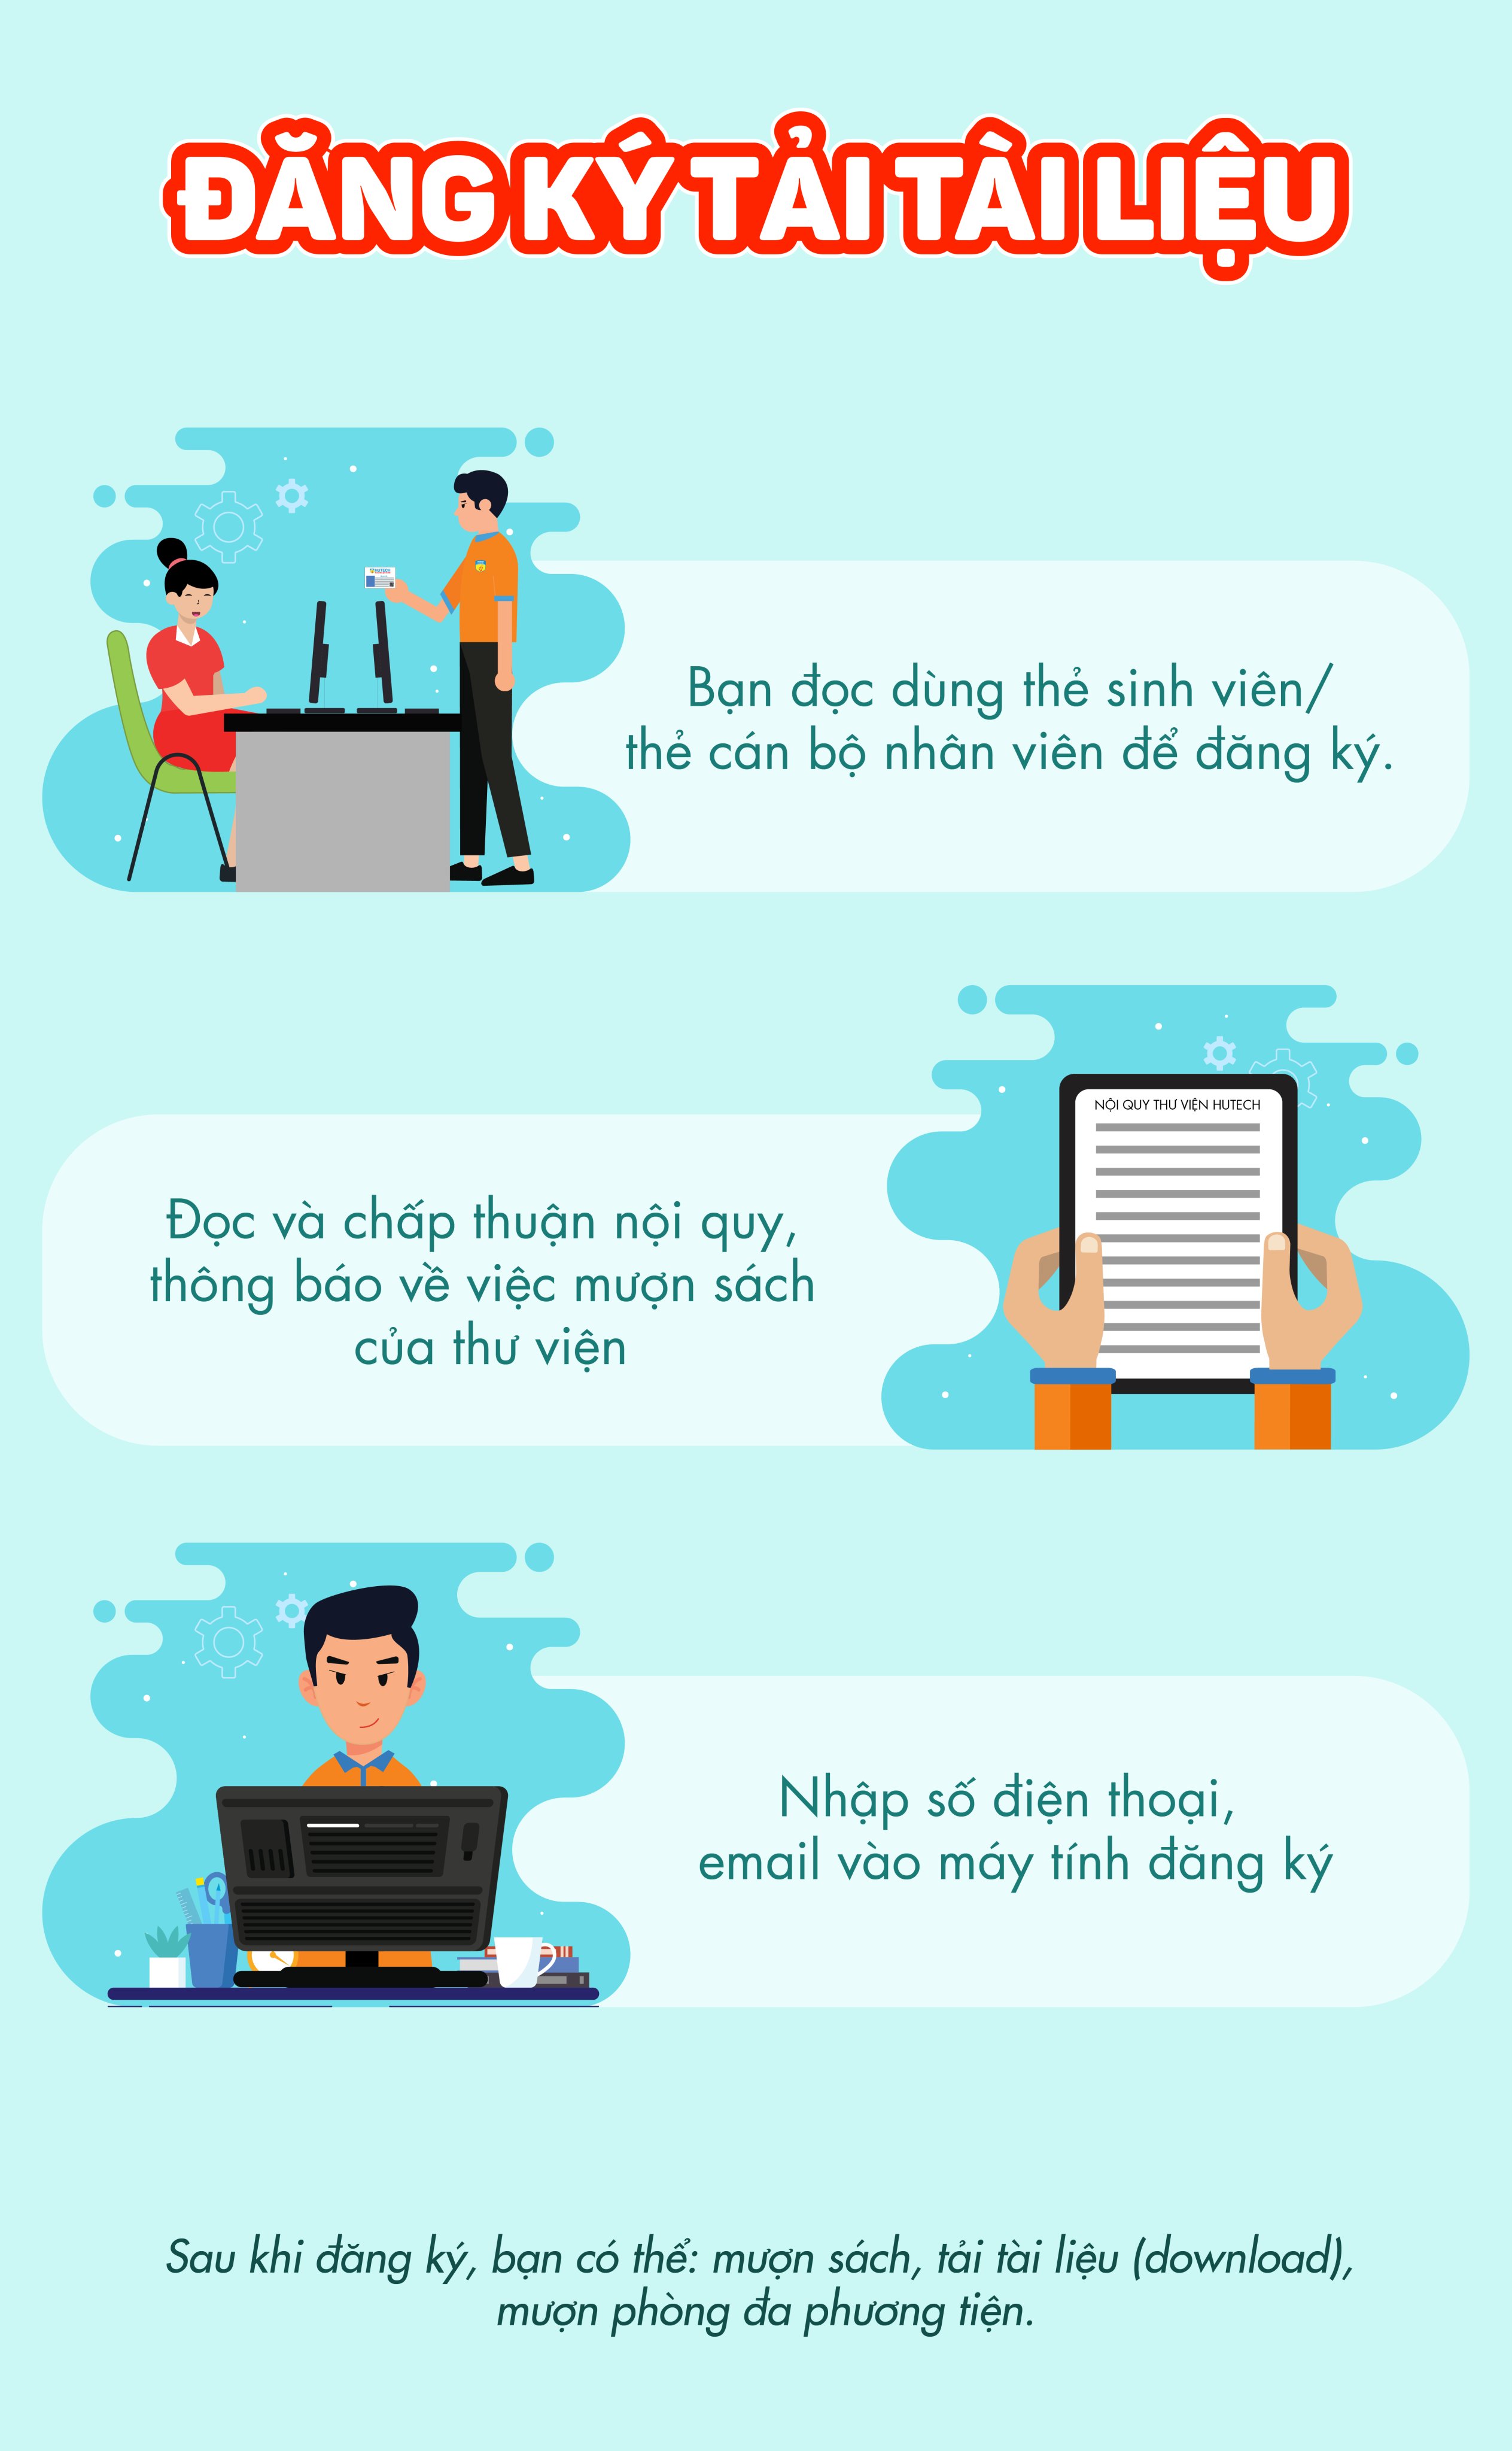 ĐĂNG KÝ TẢI TÀI LIỆU
HUTECH
Bạn đọc dùng thẻ sinh viên/
thẻ cán bộ nhân viên để đăng ký.
NỘI QUY THƯ VIỆN HUTECH
Đọc và chấp thuận nội quy,
thông báo về việc mượn sách
của thư viện
Nhập số điện thoại,
email vào máy tính đăng ký
Sau khi đăng ký, bạn có thể: mượn sách, tải tài liệu (download),
mượn phòng đa phương tiện.